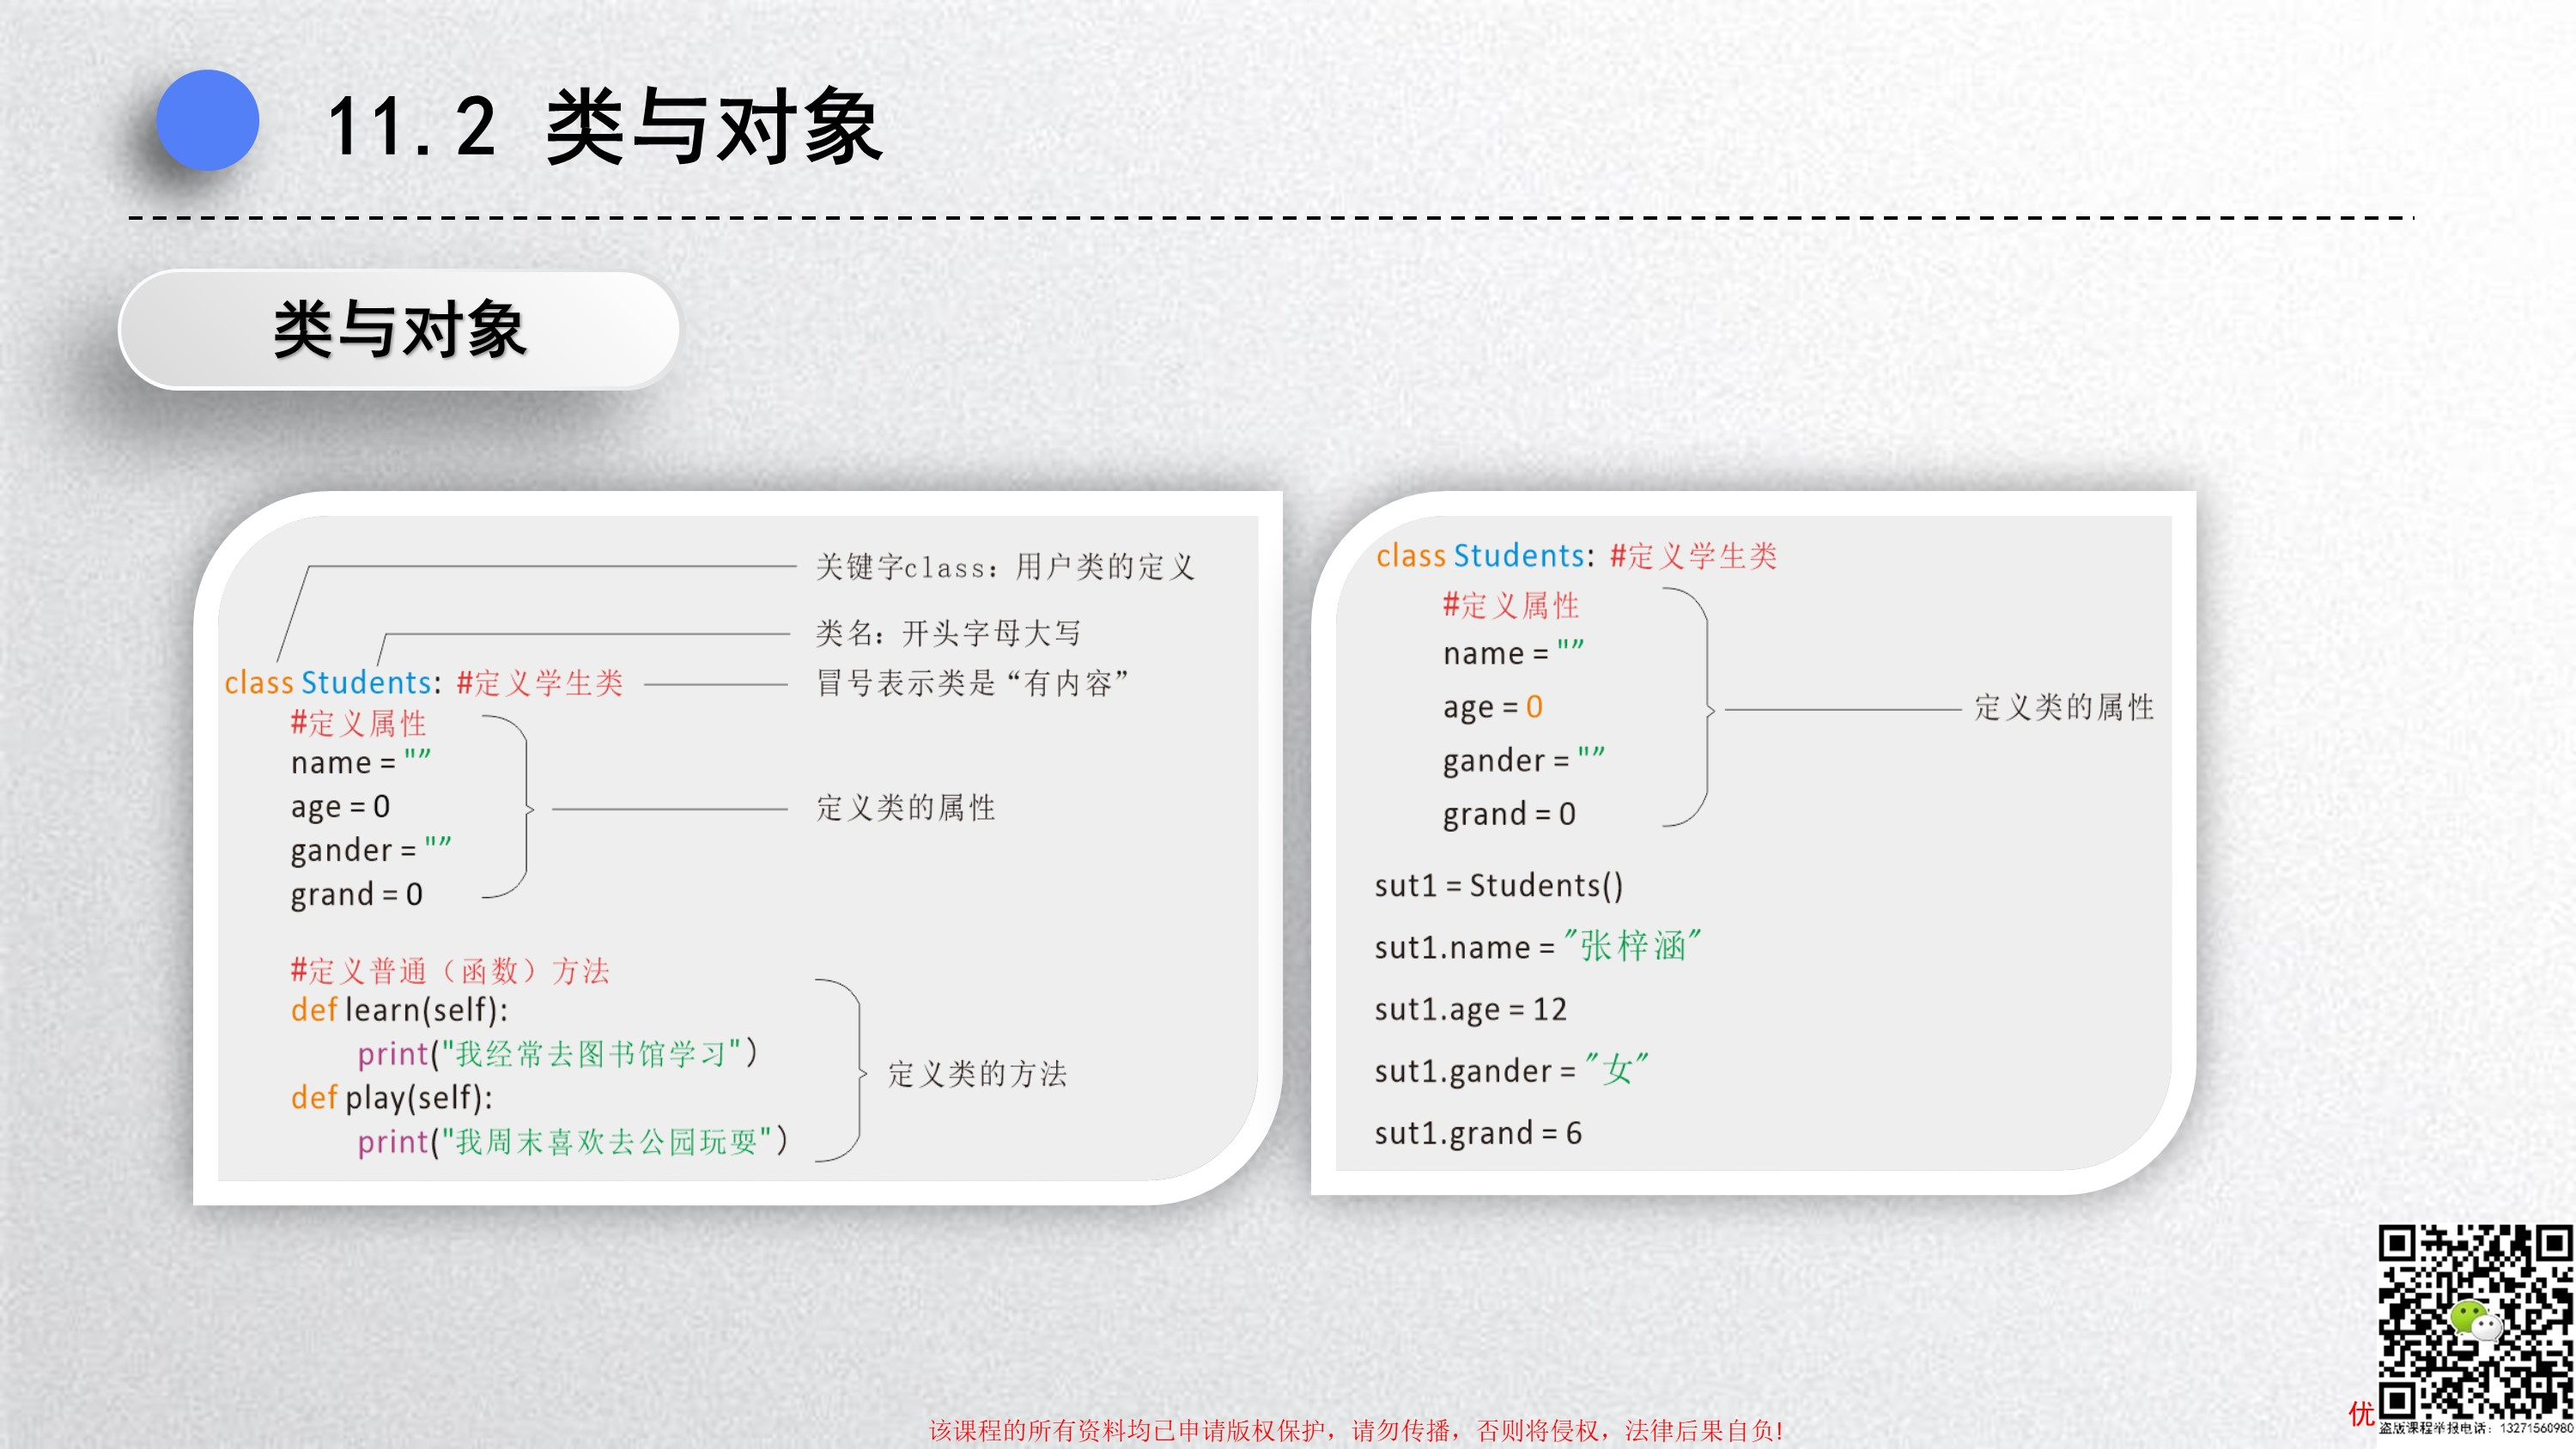 11.2 类与对象
类与对象
关键字class：用户类的定义
类名：开头字母大写
class Students: #定义学生类
冒号表示类是“有内容”
#定义属性
name = ""
age = 0
gander = ""
grand = 0
定义类的属性
#定义普通（函数）方法
def learn(self):
print("我经常去图书馆学习")
def play(self):
print("我周末喜欢去公园玩耍")
定义类的方法
class Students: #定义学生类
#定义属性
name = ""
age = 0
gander = ""
grand = 0
定义类的属性
sut1 = Students()
sut1.name = "张梓涵"
sut1.age = 12
sut1.gander = "女"
sut1.grand = 6
优
盗版课程举报电话：13271560980
该课程的所有资料均已申请版权保护，请勿传播，否则将侵权，法律后果自负!